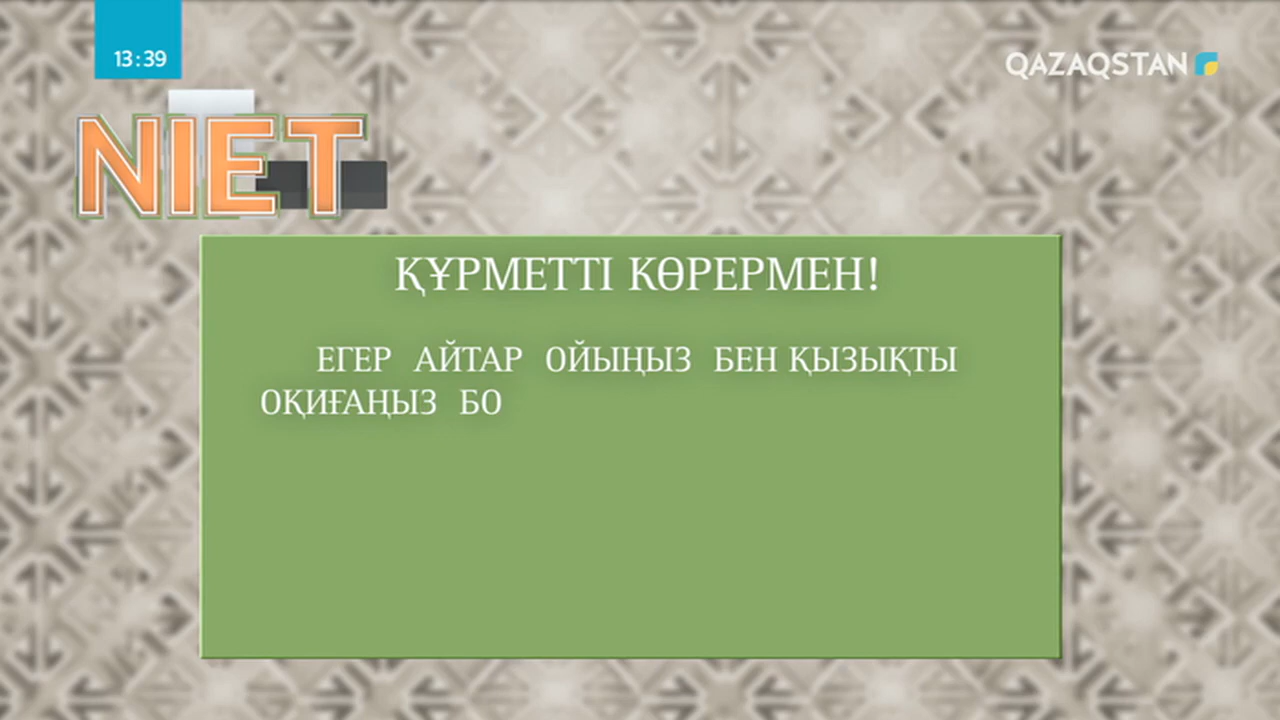 13:39
QAZAQSTAN
NIET
ҚҰРМЕТТІ КӨРЕРМЕН!
ЕГЕР АЙТАР ОЙЫҢЫЗ БЕН ҚЫЗЫҚТЫ
ОҚИҒАҢЫЗ БО